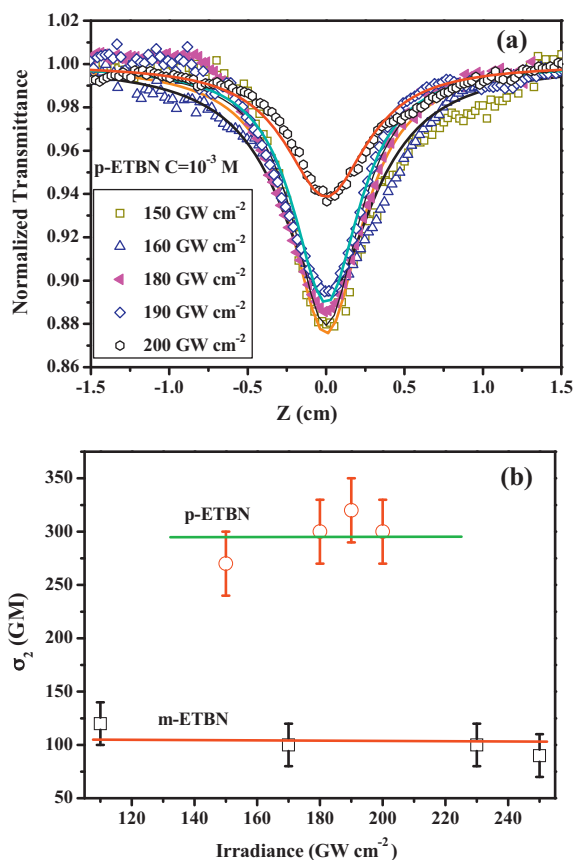 (a)
1.02
1.00
0.98
0.96
0.94
0.92
0.90
0.88
0.86
Normalized Transmittance
p-ETBN C=10⁻³ M
150 GW cm⁻²
160 GW cm⁻²
180 GW cm⁻²
190 GW cm⁻²
200 GW cm⁻²
-1.5 -1.0 -0.5 0.0 0.5 1.0 1.5
Z (cm)
(b)
350
300
250
200
150
100
50
σ₂ (GM)
p-ETBN
m-ETBN
120 140 160 180 200 220 240
Irradiance (GW cm⁻²)